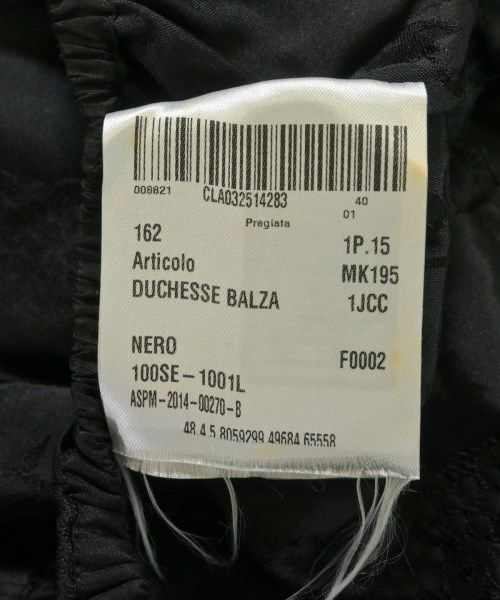 008821 CLA032514283 40
Pregiata 01
162 1P.15
Articolo MK195
DUCHESSE BALZA 1JCC
NERO F0002
100SE-1001L
ASPM-2014-00270-B
48 4 5 8059299 49684 65558